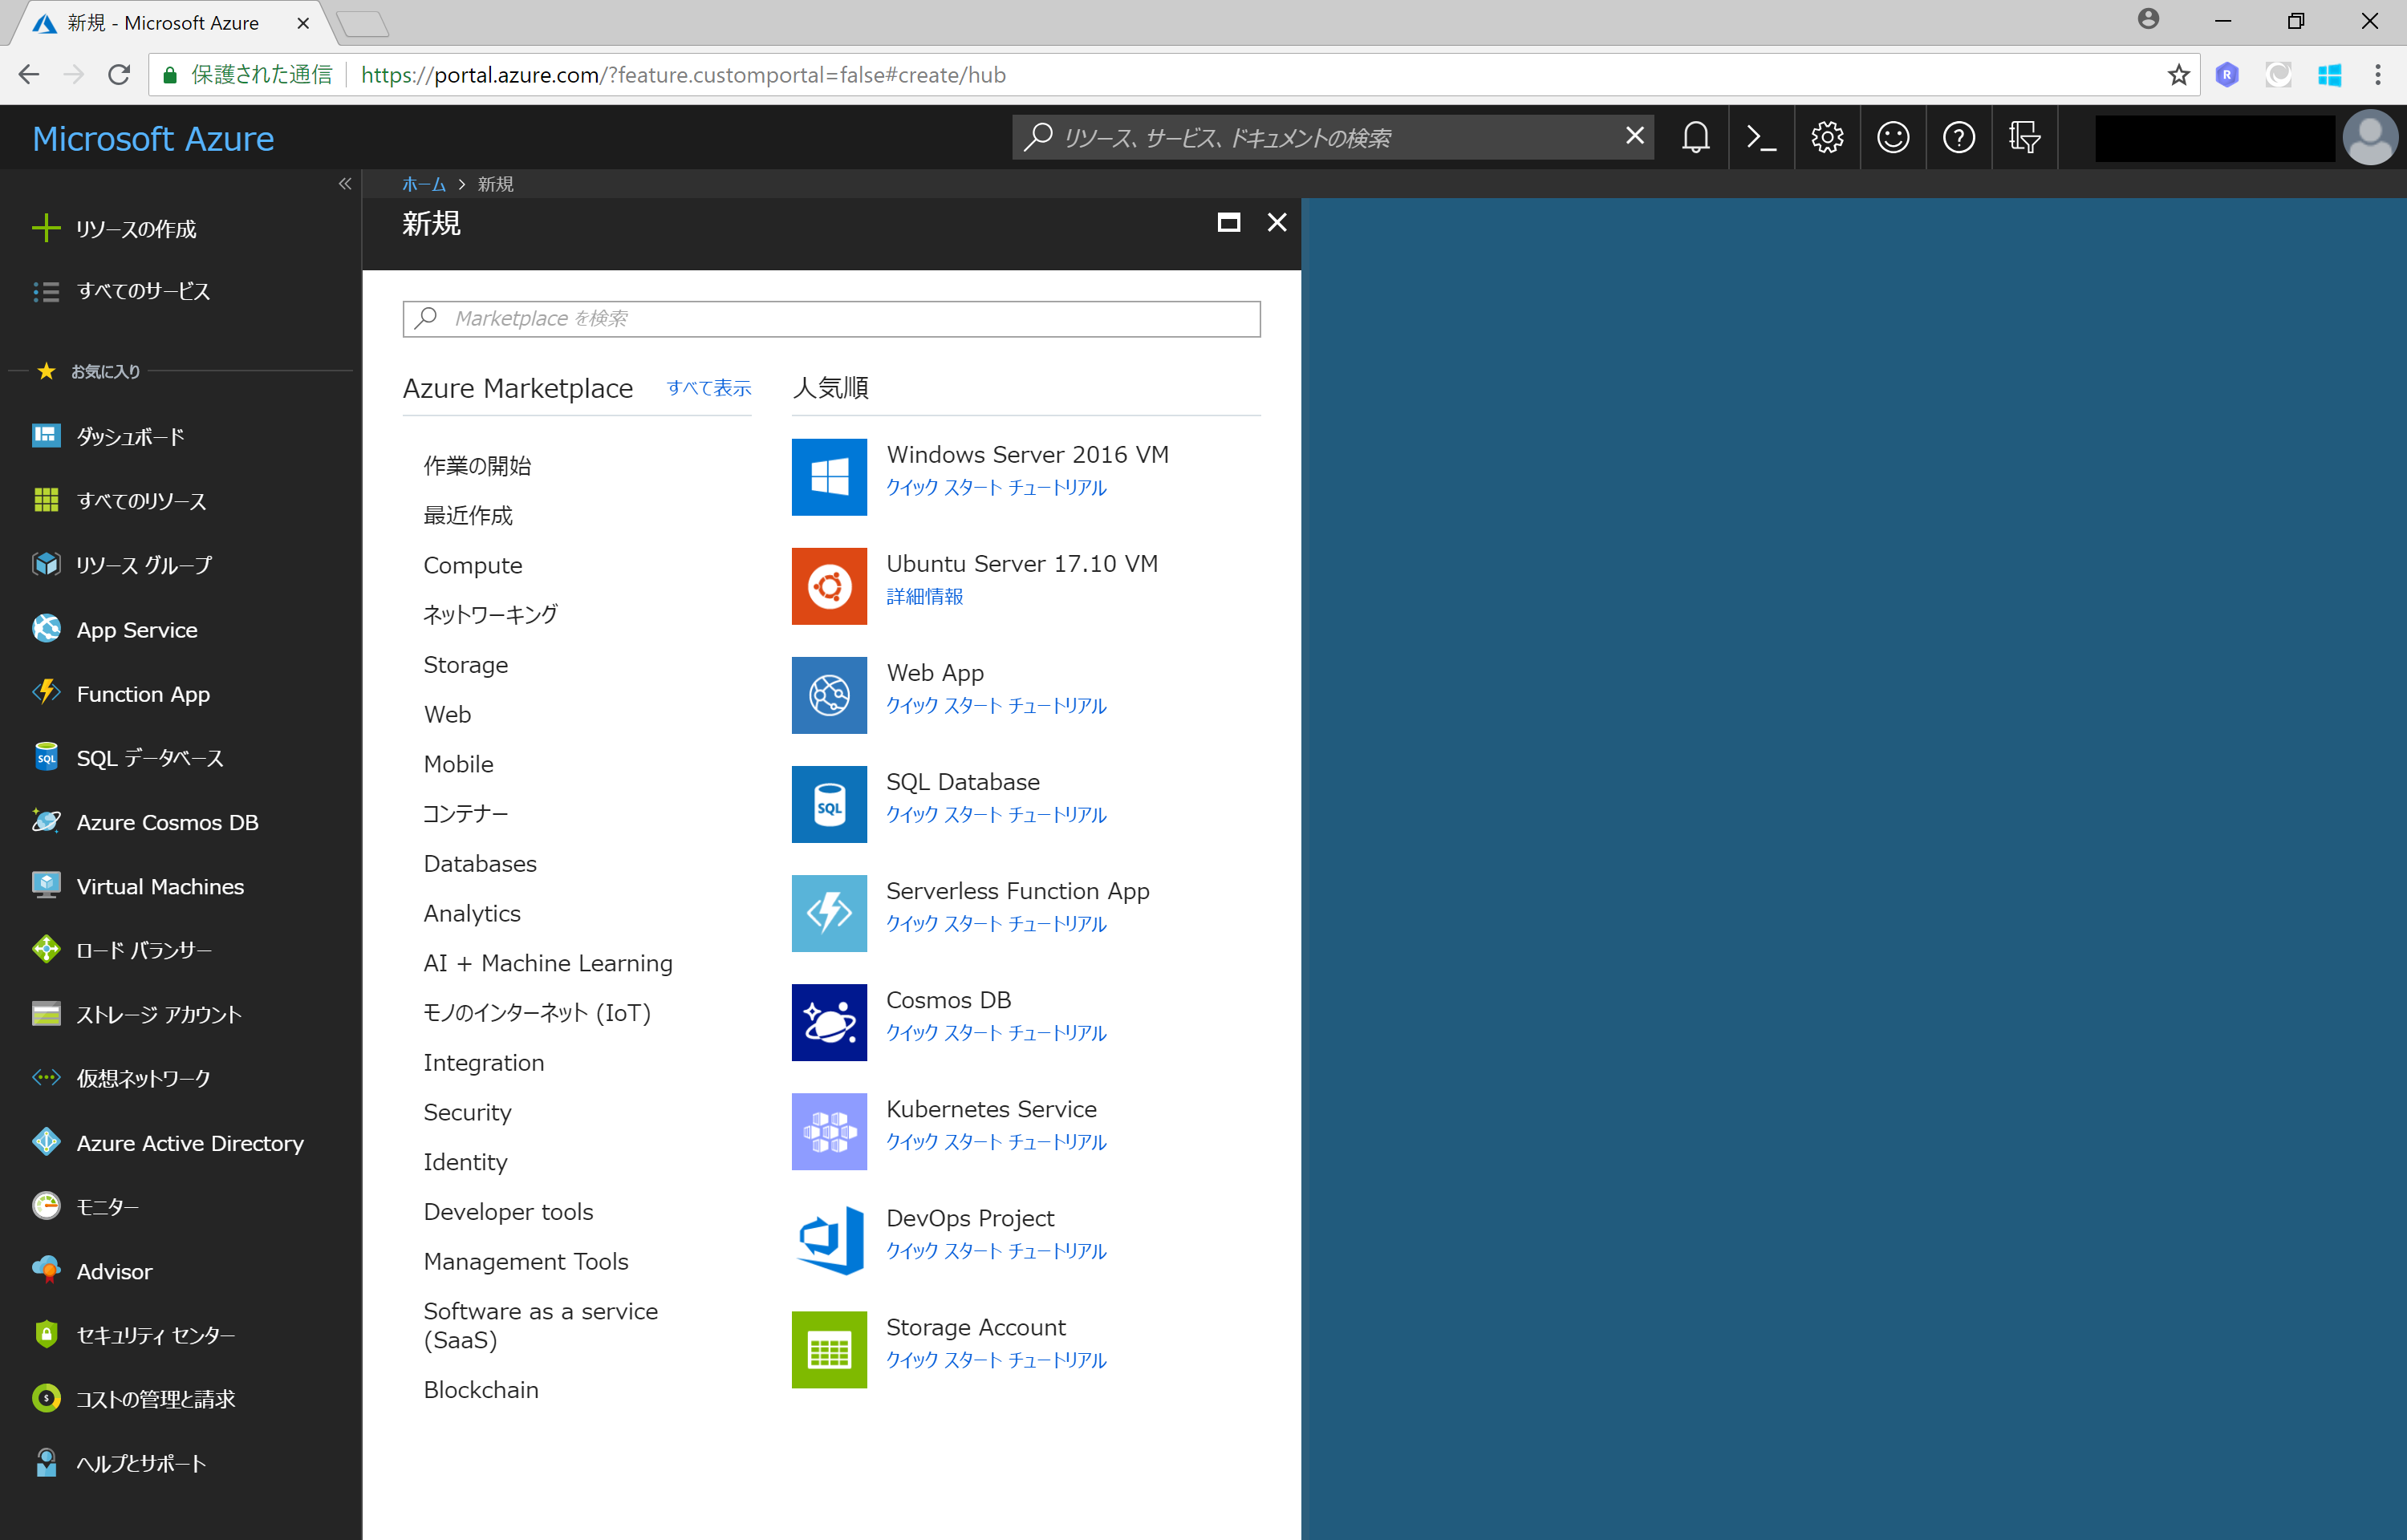 新規 - Microsoft Azure
保護された通信
https://portal.azure.com/?feature.customportal=false#create/hub
Microsoft Azure
リソース、サービス、ドキュメントの検索
ホーム > 新規
リソースの作成
すべてのサービス
お気に入り
ダッシュボード
すべてのリソース
リソース グループ
App Service
Function App
SQL データベース
Azure Cosmos DB
Virtual Machines
ロード バランサー
ストレージ アカウント
仮想ネットワーク
Azure Active Directory
モニター
Advisor
セキュリティ センター
コストの管理と請求
ヘルプとサポート
新規
Marketplace を検索
Azure Marketplace すべて表示
作業の開始
最近作成
Compute
ネットワーキング
Storage
Web
Mobile
コンテナー
Databases
Analytics
AI + Machine Learning
モノのインターネット (IoT)
Integration
Security
Identity
Developer tools
Management Tools
Software as a service
(SaaS)
Blockchain
人気順
Windows Server 2016 VM
クイック スタート チュートリアル
Ubuntu Server 17.10 VM
詳細情報
Web App
クイック スタート チュートリアル
SQL
SQL Database
クイック スタート チュートリアル
Serverless Function App
クイック スタート チュートリアル
Cosmos DB
クイック スタート チュートリアル
Kubernetes Service
クイック スタート チュートリアル
DevOps Project
クイック スタート チュートリアル
Storage Account
クイック スタート チュートリアル